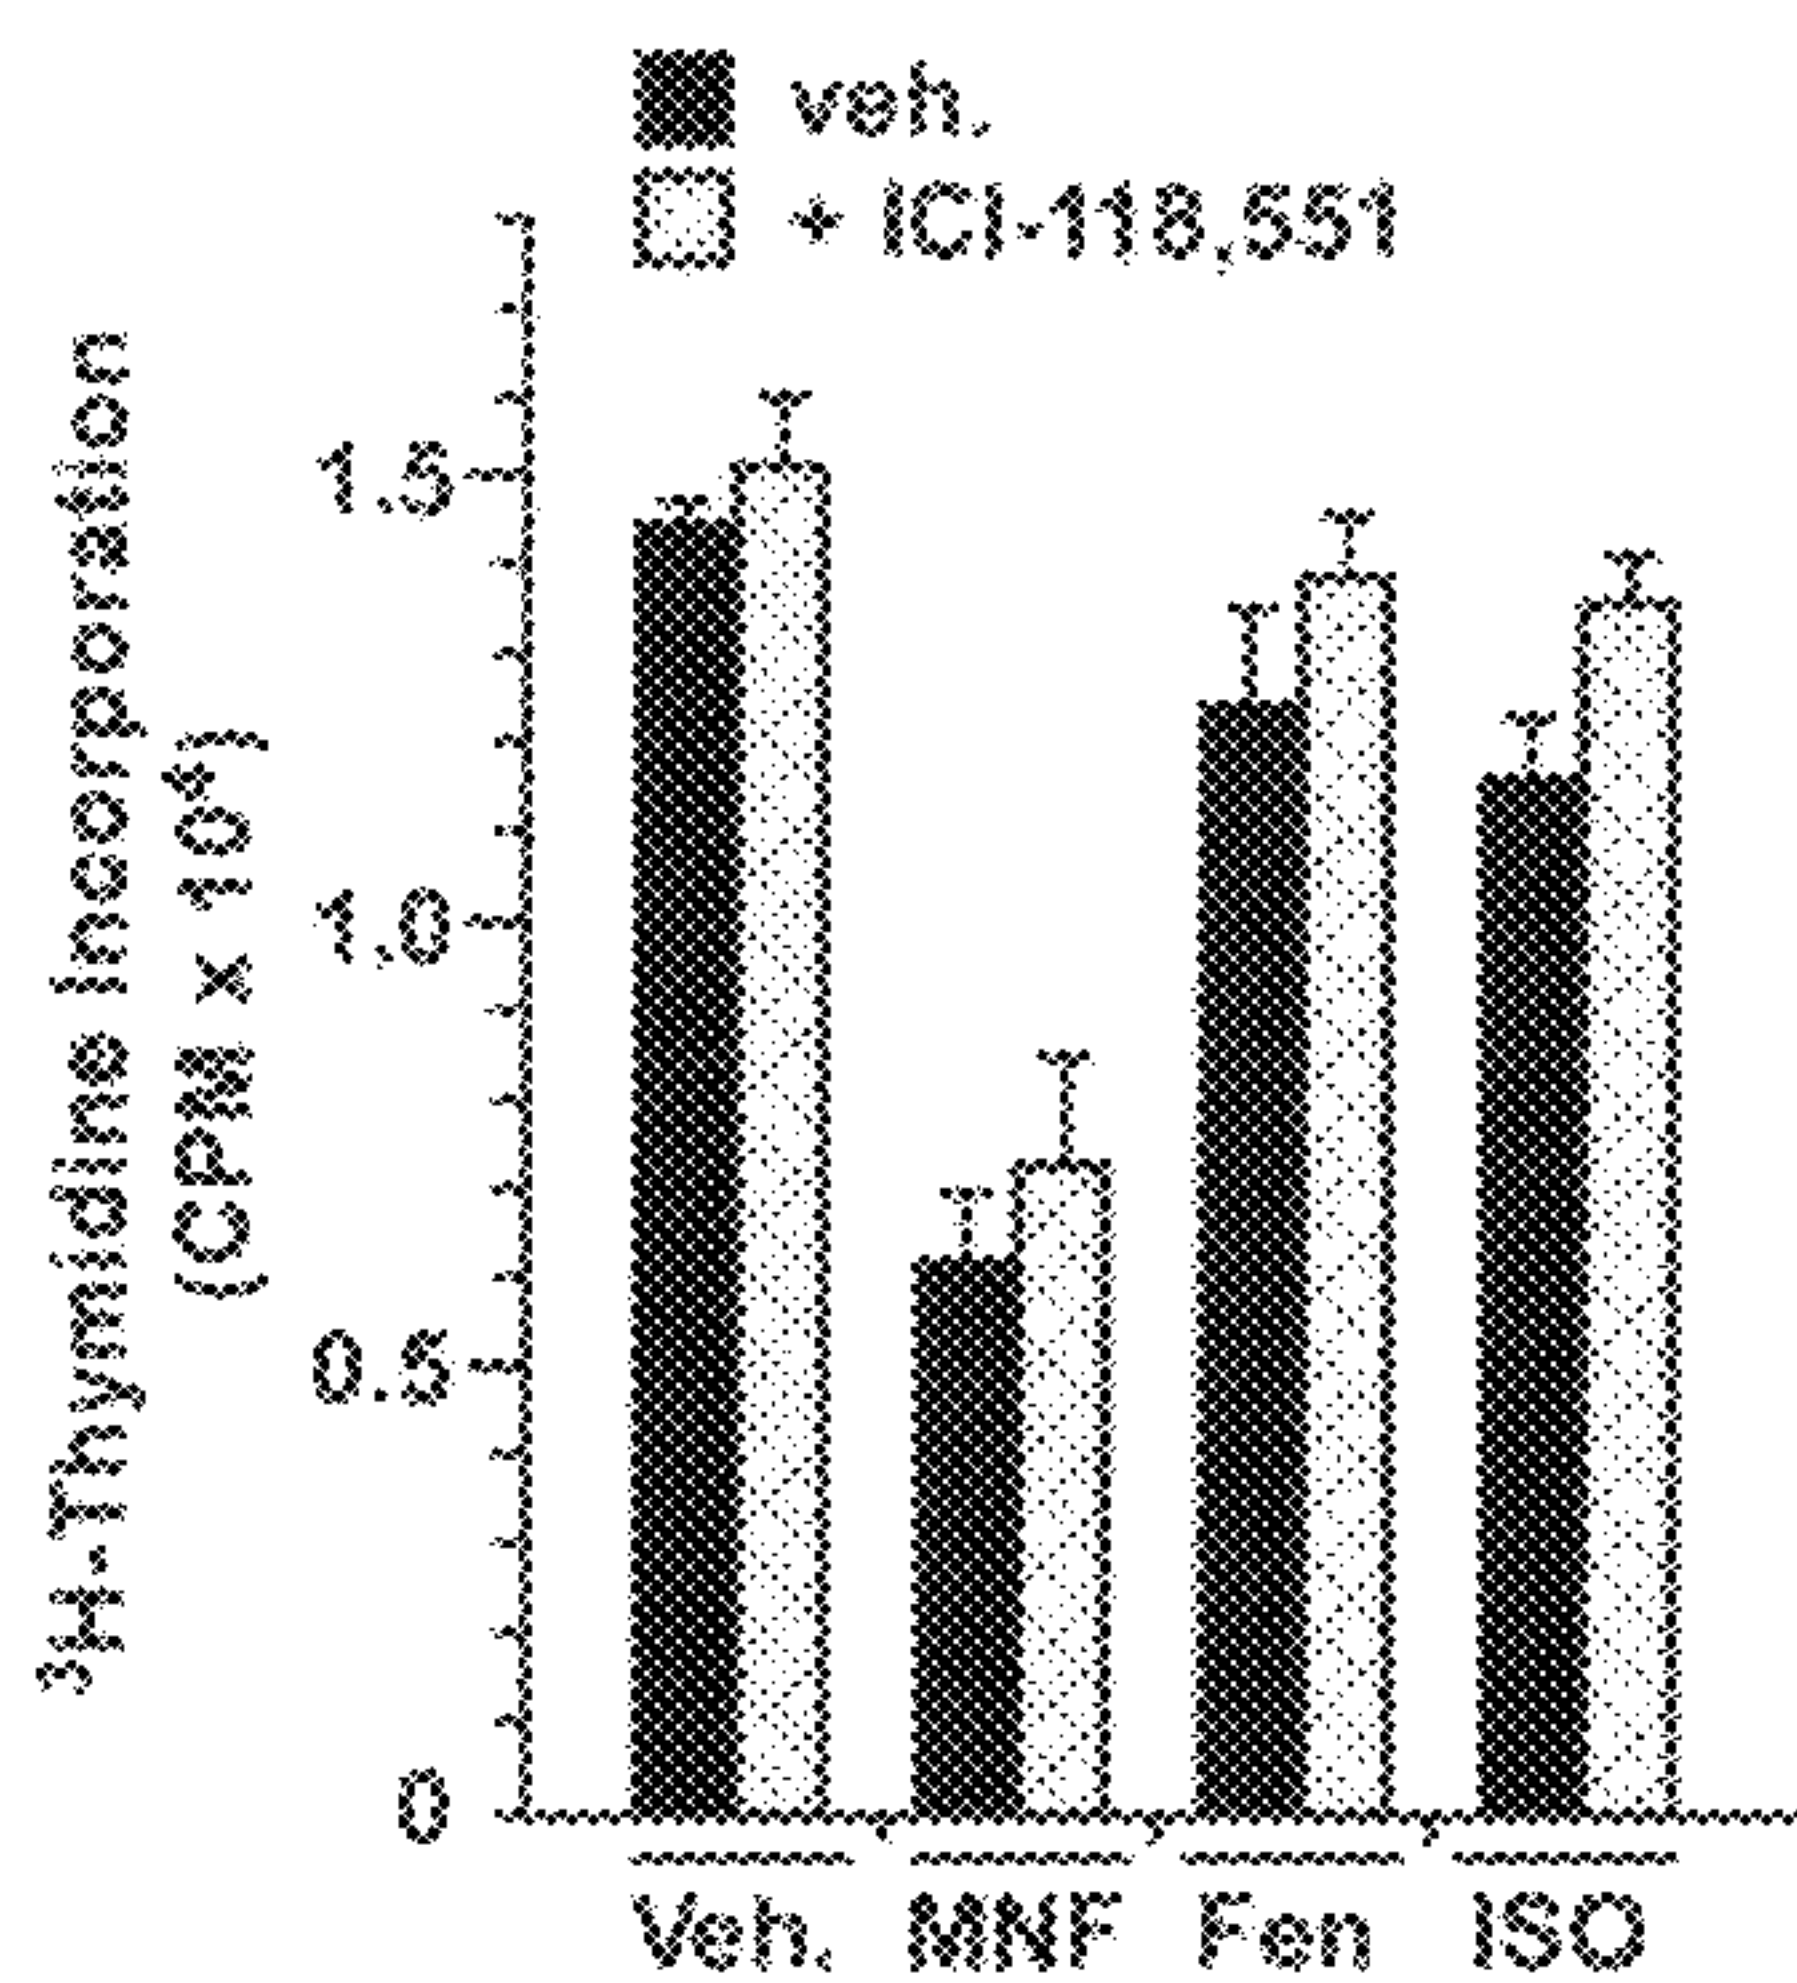 veh.
+ ICI-118,551
³H-Thymidine Incorporation
(CPM x 10⁴)
1.5
1.0
0.5
0
Veh. MNF Fen ISO